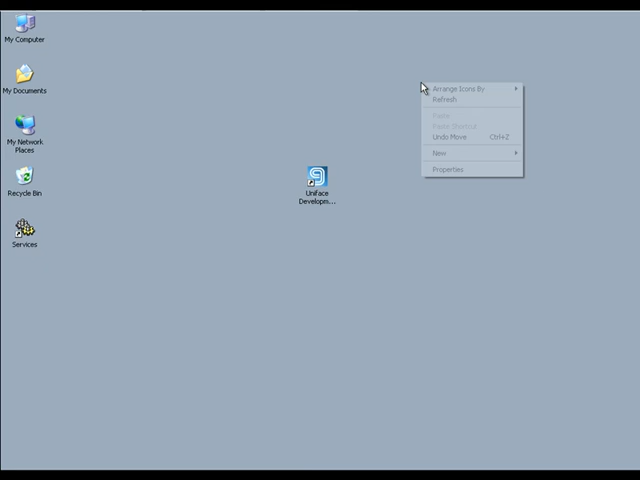 My Computer
My Documents
My Network
Places
Recycle Bin
Services
Uniface
Developm...
Arrange Icons By
Refresh
Paste
Paste Shortcut
Undo Move Ctrl+Z
New
Properties